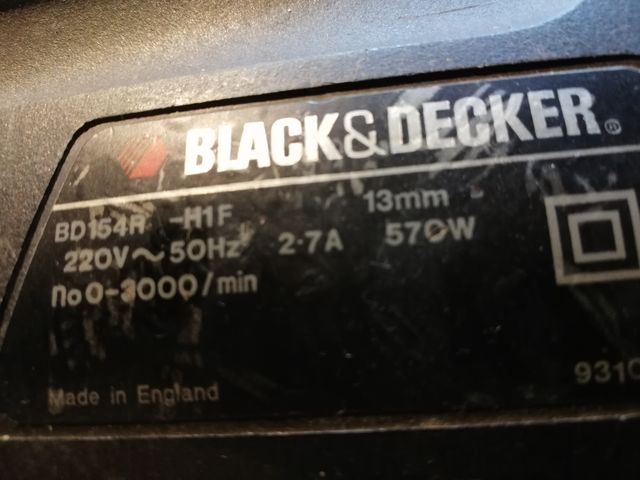 BLACK&DECKER®
BD154R -H1F 13mm
220V~50Hz 2·7A 570W
no 0-3000/min
Made in England 9310